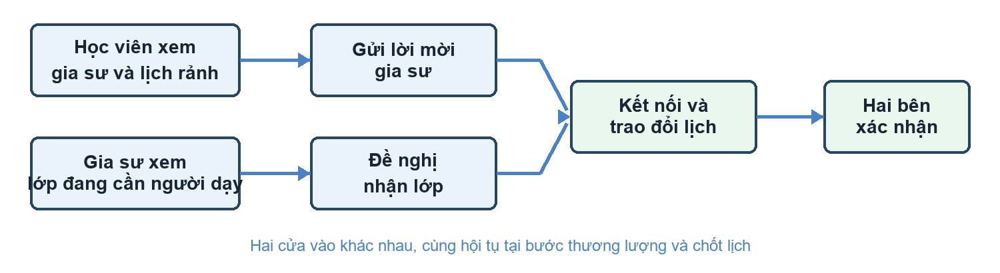 Học viên xem
gia sư và lịch rảnh
Gửi lời mời
gia sư
Kết nối và
trao đổi lịch
Hai bên
xác nhận
Gia sư xem
lớp đang cần người dạy
Đề nghị
nhận lớp
Hai cửa vào khác nhau, cùng hội tụ tại bước thương lượng và chốt lịch